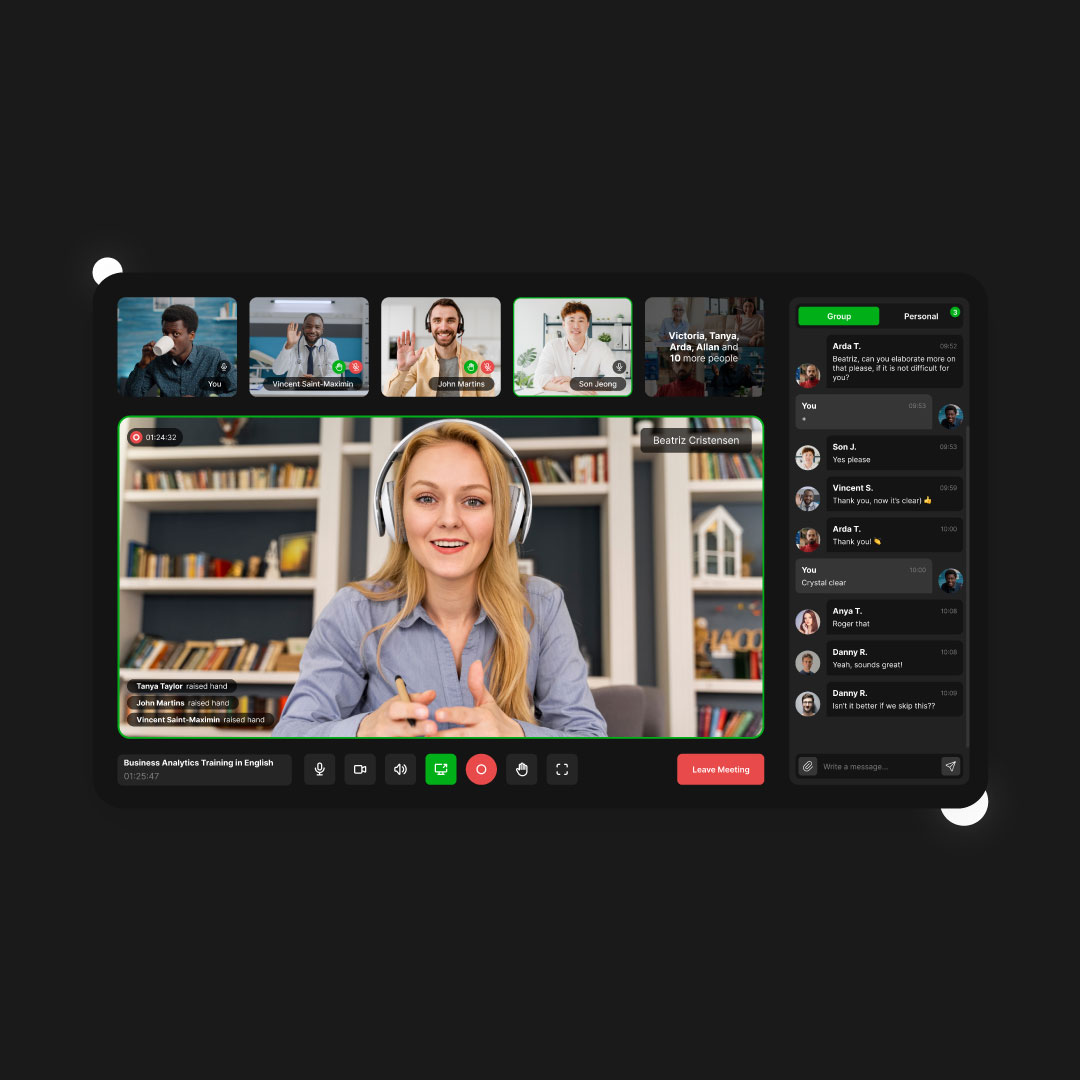 You
Vincent Saint-Maximin
John Martins
Son Jeong
Victoria, Tanya,
Arda, Allan and
10 more people
01:24:32
Beatriz Cristensen
Tanya Taylor raised hand
John Martins raised hand
Vincent Saint-Maximin raised hand
Business Analytics Training in English
01:25:47
Leave Meeting
Group
Personal
3
Arda T. 09:52
Beatriz, can you elaborate more on
that please, if it is not difficult for
you?
You 09:53
+
Son J. 09:53
Yes please
Vincent S. 09:59
Thank you, now it's clear) 👍
Arda T. 10:00
Thank you! 👏
You 10:00
Crystal clear
Anya T. 10:08
Roger that
Danny R. 10:08
Yeah, sounds great!
Danny R. 10:09
Isn't it better if we skip this??
Write a message...